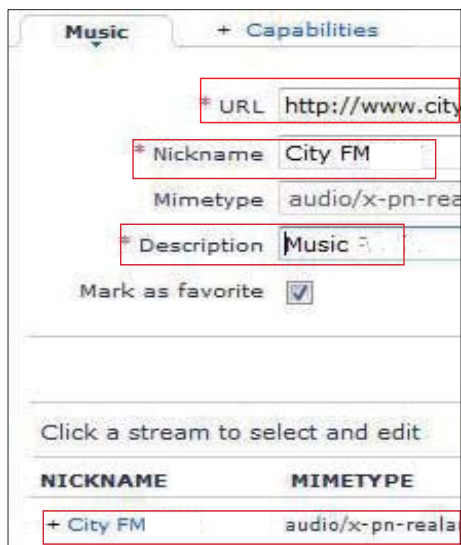 Music + Capabilities
* URL http://www.city
* Nickname City FM
Mimetype audio/x-pn-rea
* Description Music
Mark as favorite
Click a stream to select and edit
NICKNAME MIMETYPE
+ City FM audio/x-pn-reala